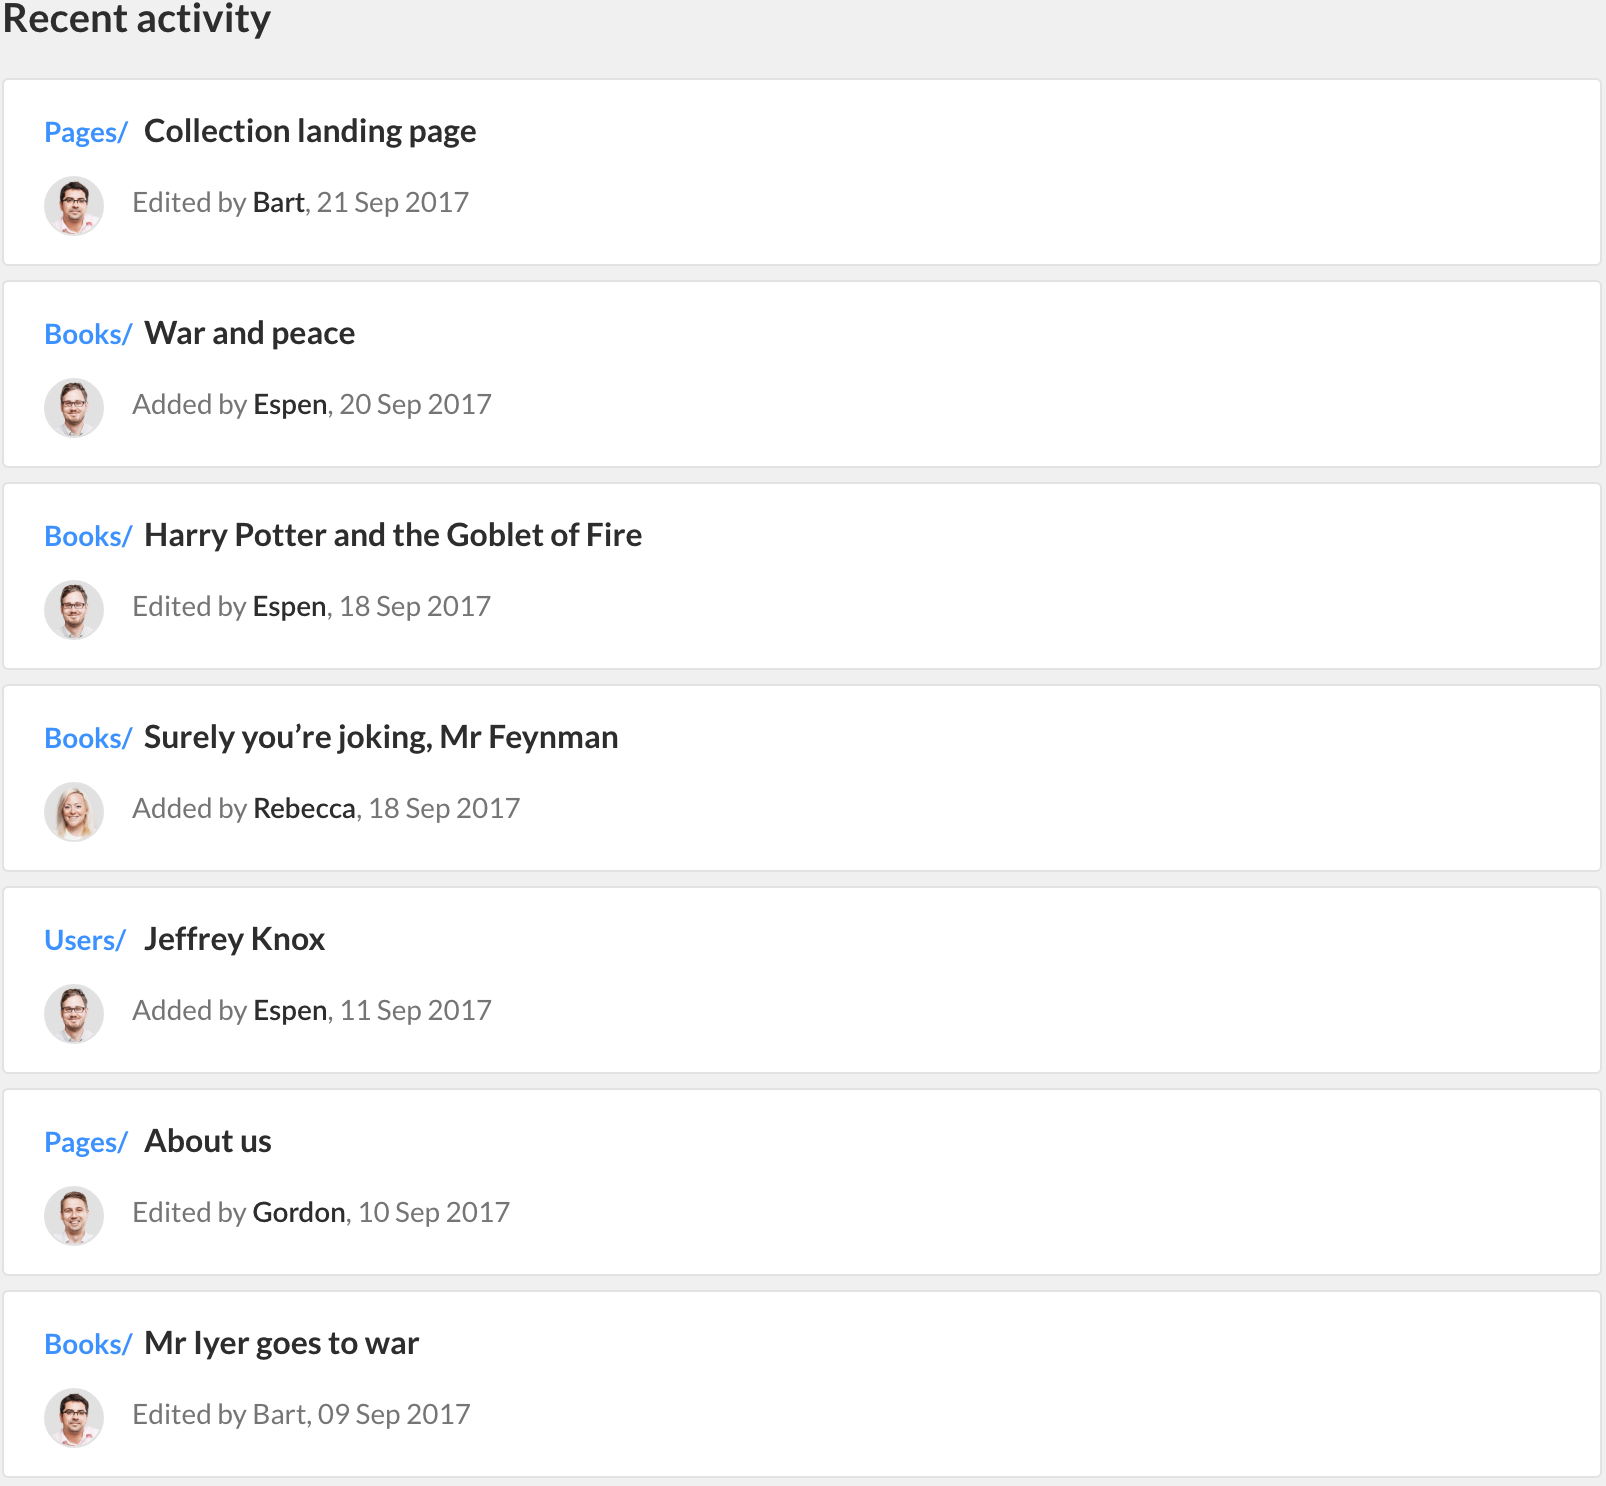 Recent activity
Pages/ Collection landing page
Edited by Bart, 21 Sep 2017
Books/ War and peace
Added by Espen, 20 Sep 2017
Books/ Harry Potter and the Goblet of Fire
Edited by Espen, 18 Sep 2017
Books/ Surely you’re joking, Mr Feynman
Added by Rebecca, 18 Sep 2017
Users/ Jeffrey Knox
Added by Espen, 11 Sep 2017
Pages/ About us
Edited by Gordon, 10 Sep 2017
Books/ Mr Iyer goes to war
Edited by Bart, 09 Sep 2017